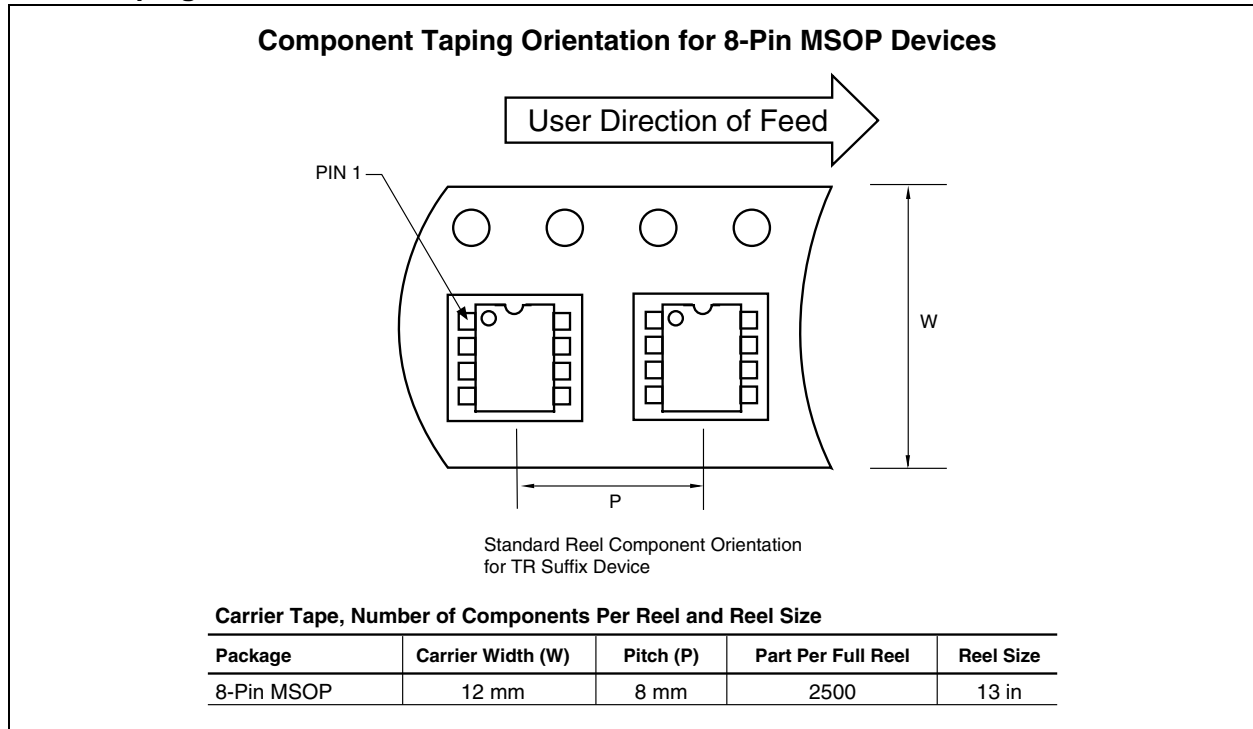 Component Taping Orientation for 8-Pin MSOP Devices
User Direction of Feed
PIN 1
W
P
Standard Reel Component Orientation
for TR Suffix Device
Carrier Tape, Number of Components Per Reel and Reel Size
Package Carrier Width (W) Pitch (P) Part Per Full Reel Reel Size
8-Pin MSOP 12 mm 8 mm 2500 13 in